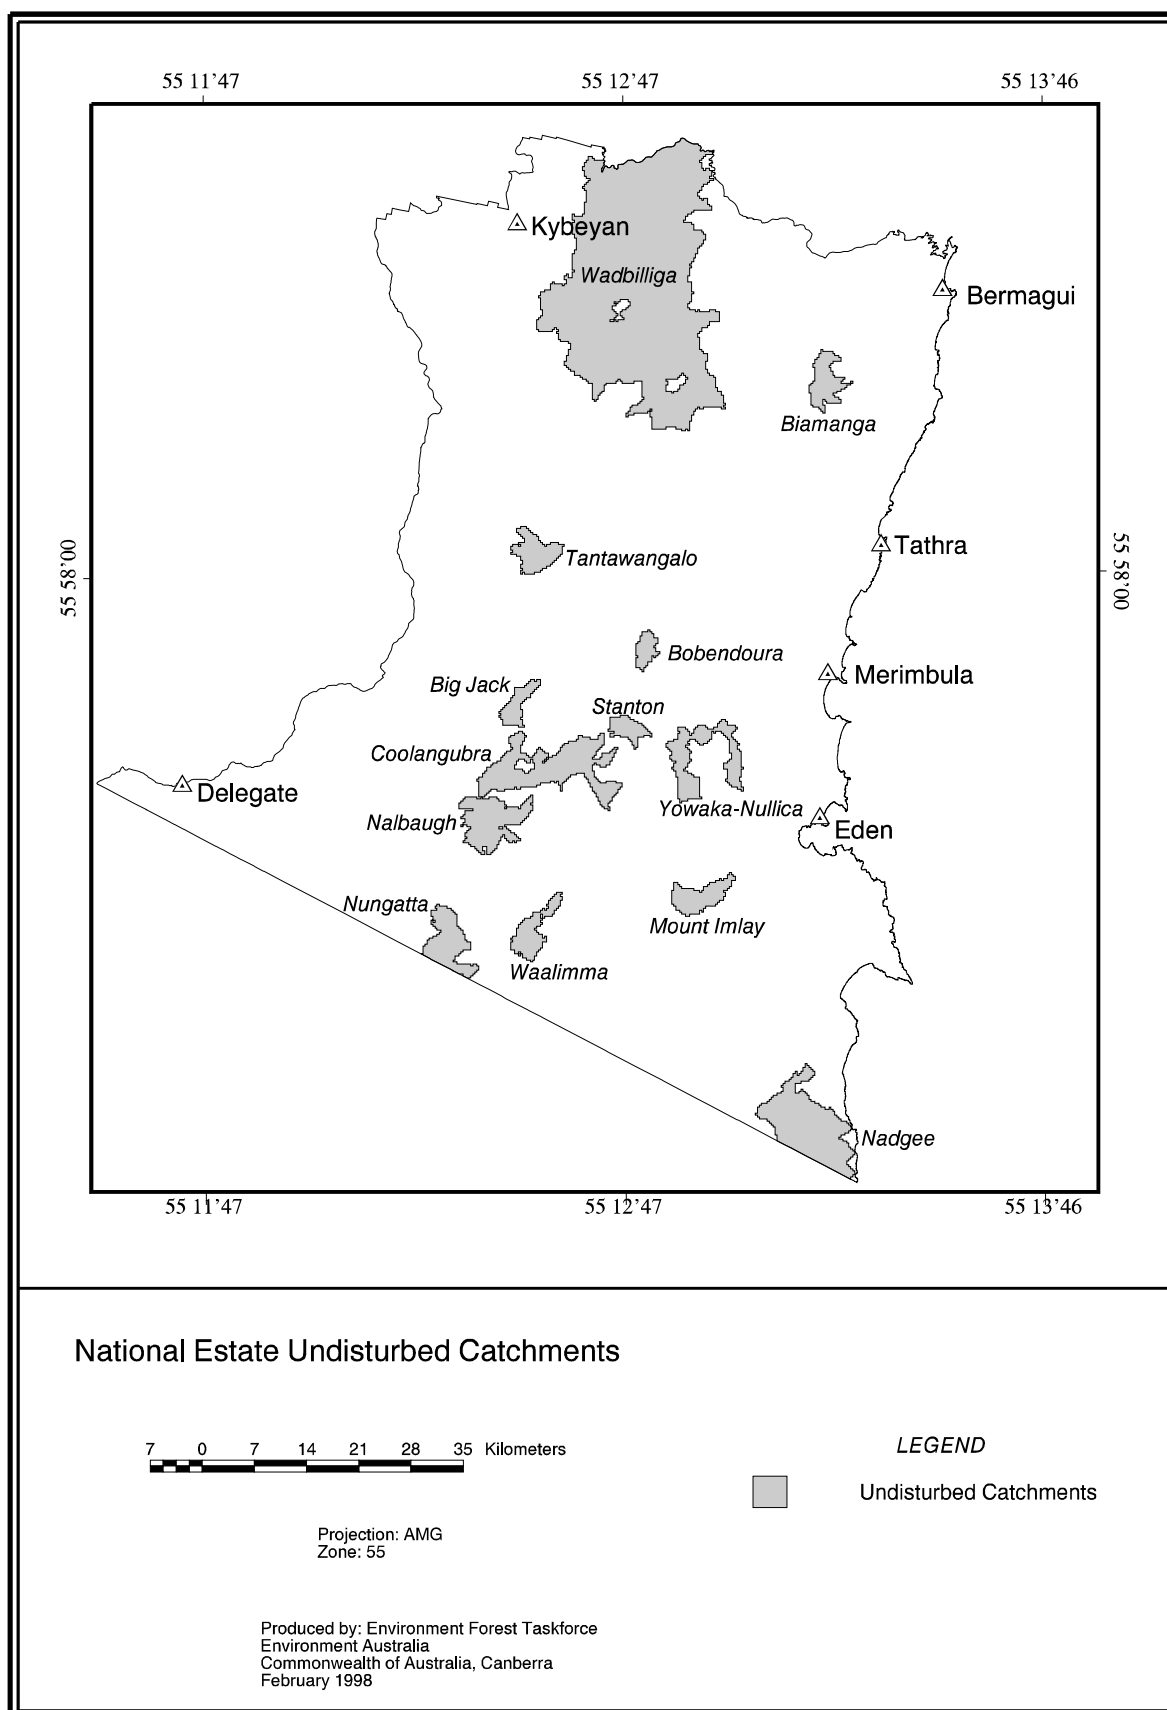 55 11'47 55 12'47 55 13'46
Kybeyan
Wadbilliga
Bermagui
Biamanga
Tathra
Tantawangalo
55 58'00
55 58'00
Bobendoura
Merimbula
Big Jack
Stanton
Coolangubra
Delegate
Yowaka-Nullica
Nalbaugh
Eden
Nungatta
Mount Imlay
Waalimma
Nadgee
55 11'47 55 12'47 55 13'46
National Estate Undisturbed Catchments
7 0 7 14 21 28 35 Kilometers
LEGEND
Undisturbed Catchments
Projection: AMG
Zone: 55
Produced by: Environment Forest Taskforce
Environment Australia
Commonwealth of Australia, Canberra
February 1998